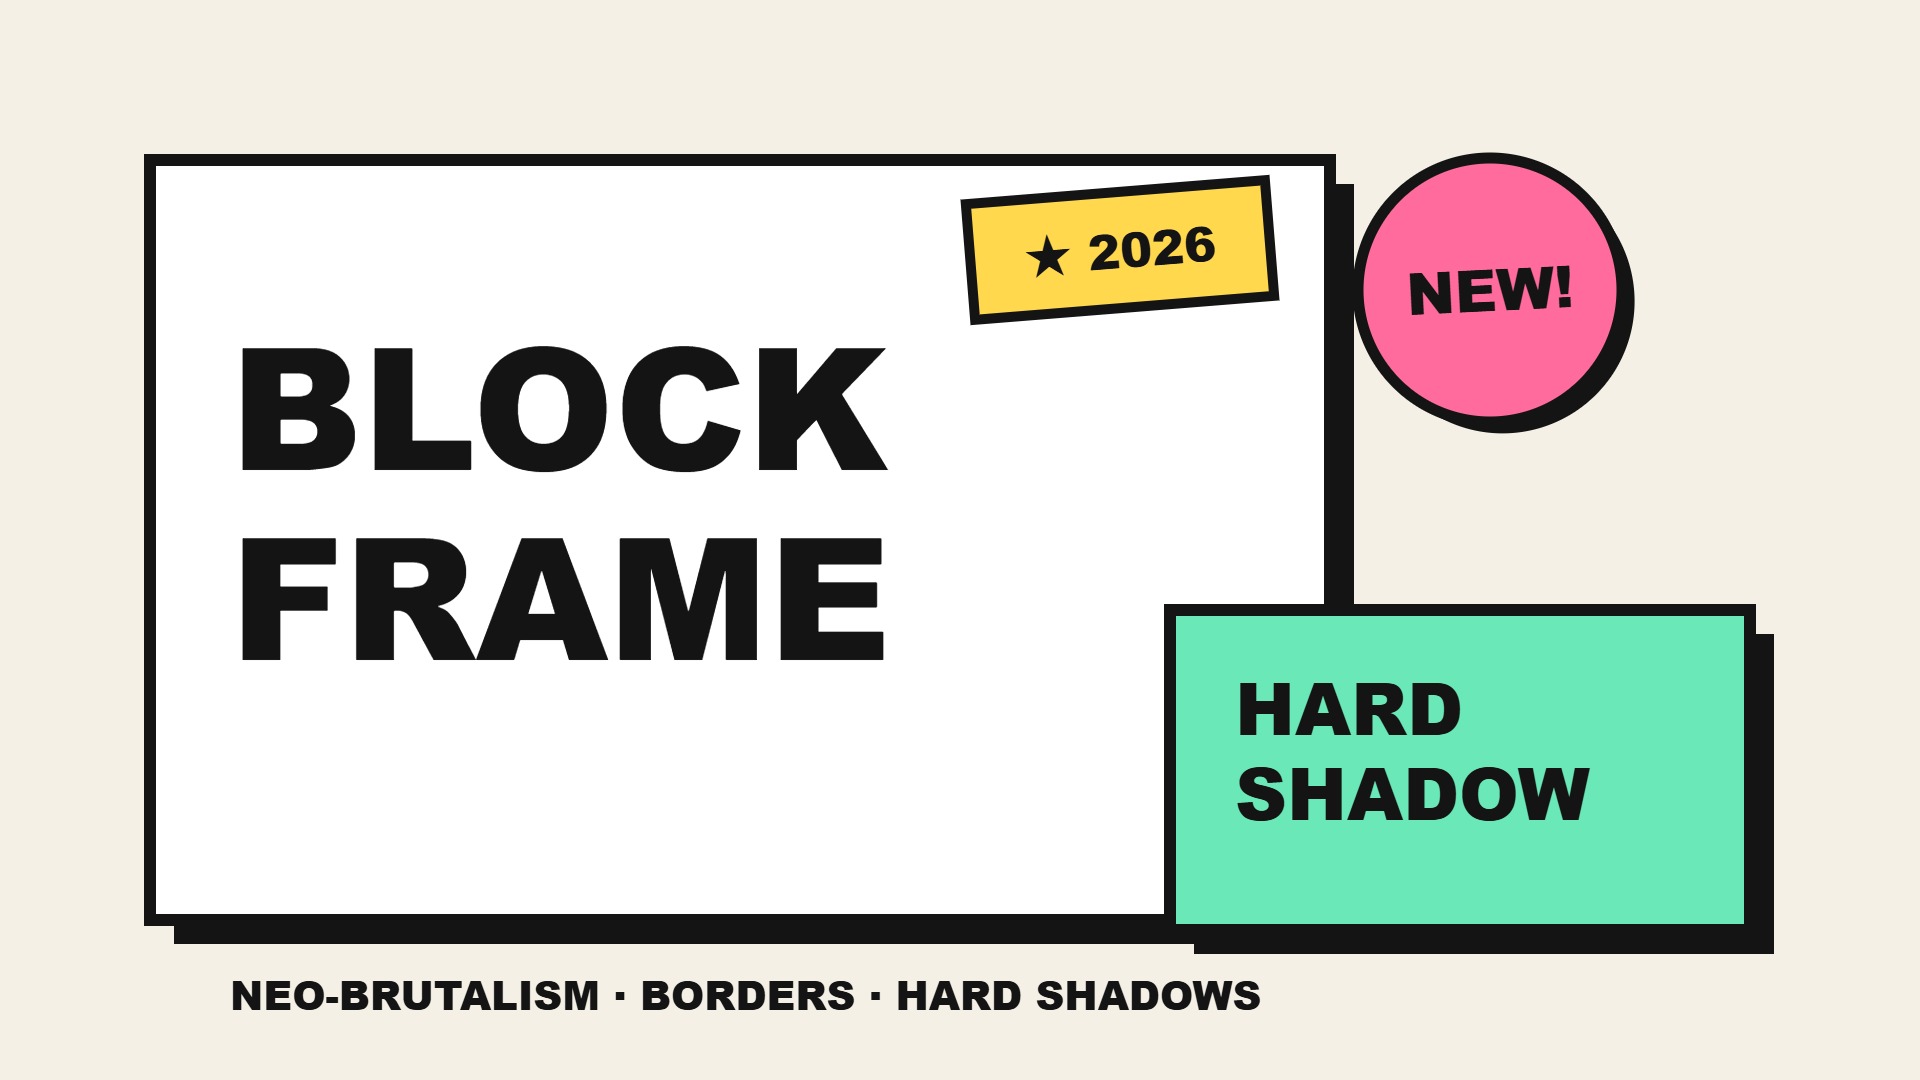 ★ 2026
NEW!
BLOCK
FRAME
HARD
SHADOW
NEO-BRUTALISM · BORDERS · HARD SHADOWS